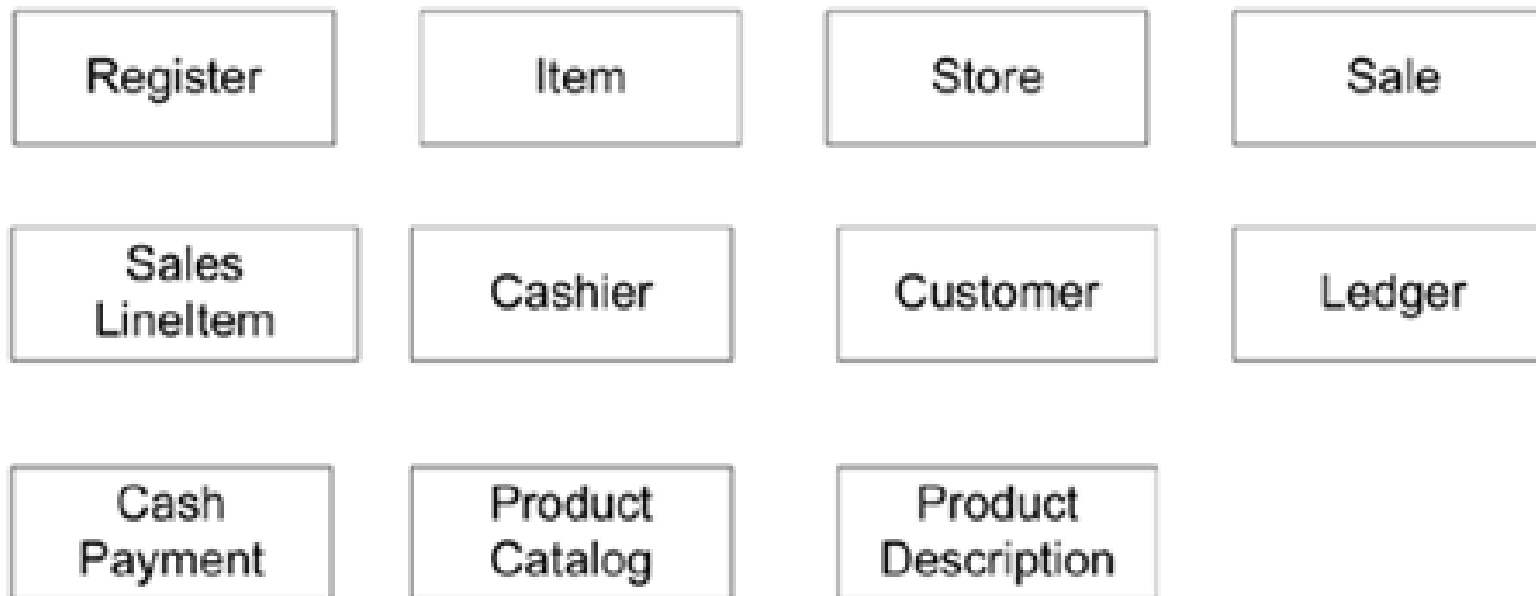 Register
Item
Store
Sale
Sales
LineItem
Cashier
Customer
Ledger
Cash
Payment
Product
Catalog
Product
Description